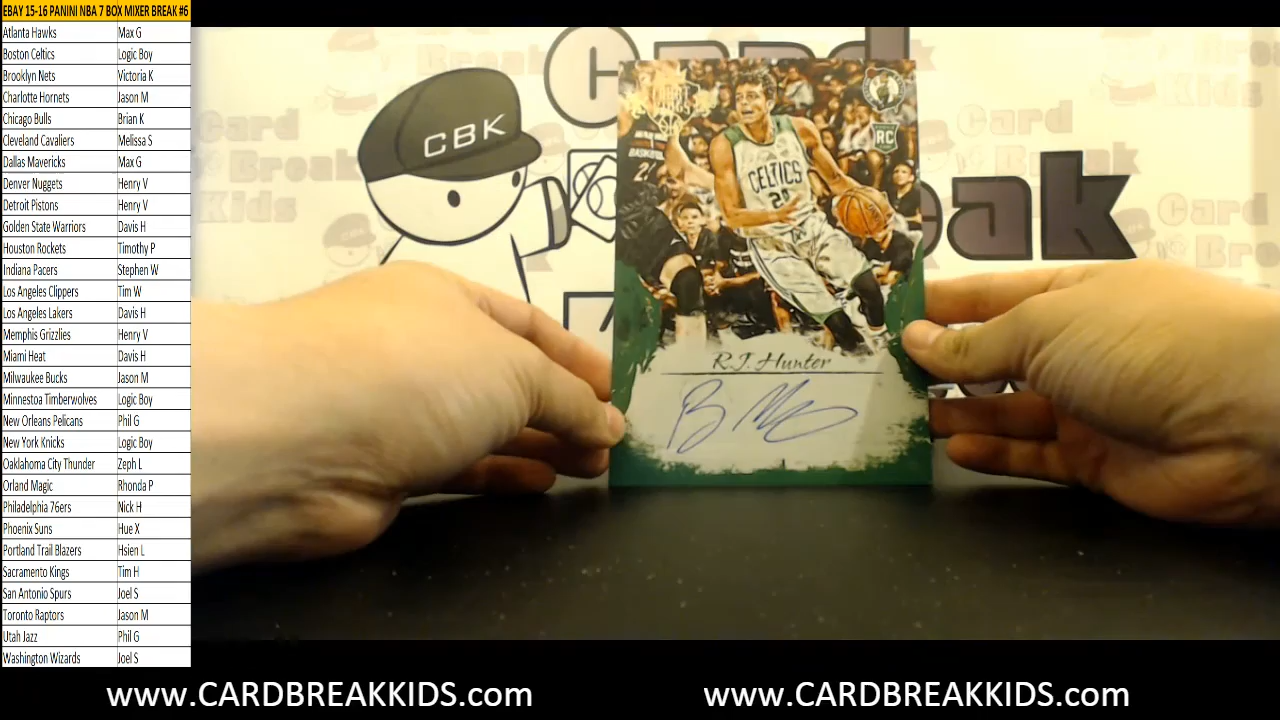 EBAY 15-16 PANINI NBA 7 BOX MIXER BREAK #6
Atlanta Hawks Max G
Boston Celtics Logic Boy
Brooklyn Nets Victoria K
Charlotte Hornets Jason M
Chicago Bulls Brian K
Cleveland Cavaliers Melissa S
Dallas Mavericks Max G
Denver Nuggets Henry V
Detroit Pistons Henry V
Golden State Warriors Davis H
Houston Rockets Timothy P
Indiana Pacers Stephen W
Los Angeles Clippers Tim W
Los Angeles Lakers Davis H
Memphis Grizzlies Henry V
Miami Heat Davis H
Milwaukee Bucks Jason M
Minnestoa Timberwolves Logic Boy
New Orleans Pelicans Phil G
New York Knicks Logic Boy
Oaklahoma City Thunder Zeph L
Orland Magic Rhonda P
Philadelphia 76ers Nick H
Phoenix Suns Hue X
Portland Trail Blazers Hsien L
Sacramento Kings Tim H
San Antonio Spurs Joel S
Toronto Raptors Jason M
Utah Jazz Phil G
Washington Wizards Joel S
CBK
Card
Break
Kids
COURT
KINGS
RC
CELTICS
28
R.J. Hunter
www.CARDBREAKKIDS.com
www.CARDBREAKKIDS.com